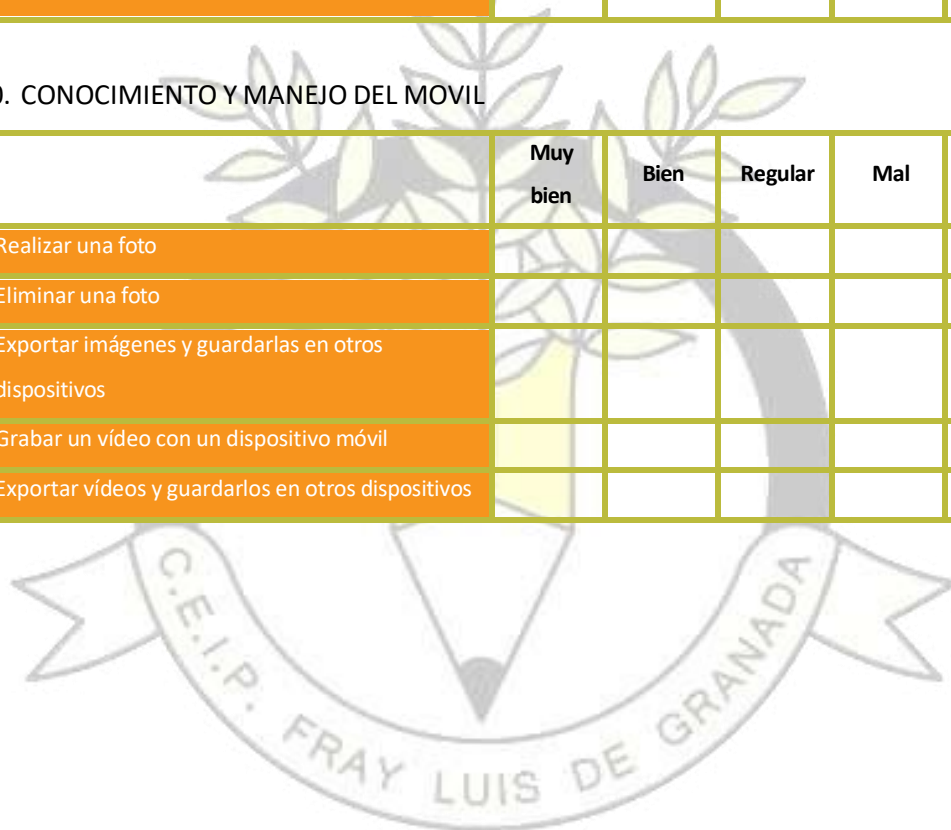 . CONOCIMIENTO Y MANEJO DEL MOVIL
Muy
bien
Bien
Regular
Mal
Realizar una foto
Eliminar una foto
Exportar imágenes y guardarlas en otros
dispositivos
Grabar un vídeo con un dispositivo móvil
Exportar vídeos y guardarlos en otros dispositivos
C.E.I.P. FRAY LUIS DE GRANADA